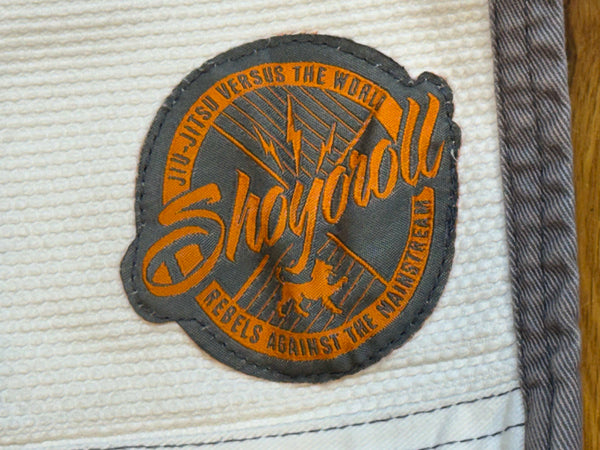 JIU-JITSU VERSUS THE WORLD
Shoyoroll
REBELS AGAINST THE MAINSTREAM